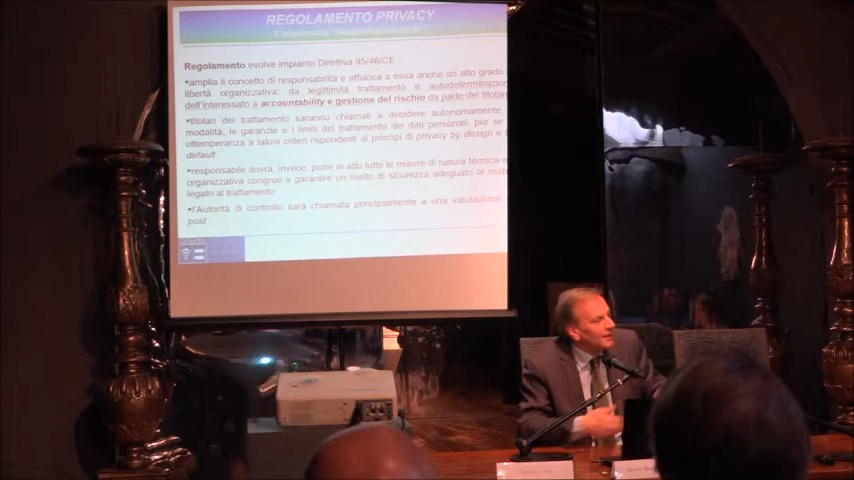 REGOLAMENTO PRIVACY
Regolamento evolve impianto Direttiva 95/46/CE
•amplia il concetto di responsabilità e affianca a essa anche un alto grado
libertà organizzativa: da legittimità trattamento e autodeterminazione
dell'interessato a accountability e gestione del rischio da parte del titolare
•titolari del trattamento saranno chiamati a decidere autonomamente
modalità, le garanzie e i limiti del trattamento dei dati personali, pur se
ottemperanza a taluni criteri rispondenti ai principi di privacy by design e
default
•responsabile dovrà, invece, porre in atto tutte le misure di natura tecnica e
organizzativa congrue a garantire un livello di sicurezza adeguato al rischio
legato al trattamento
•l'Autorità di controllo sarà chiamata principalmente a una valutazione
post